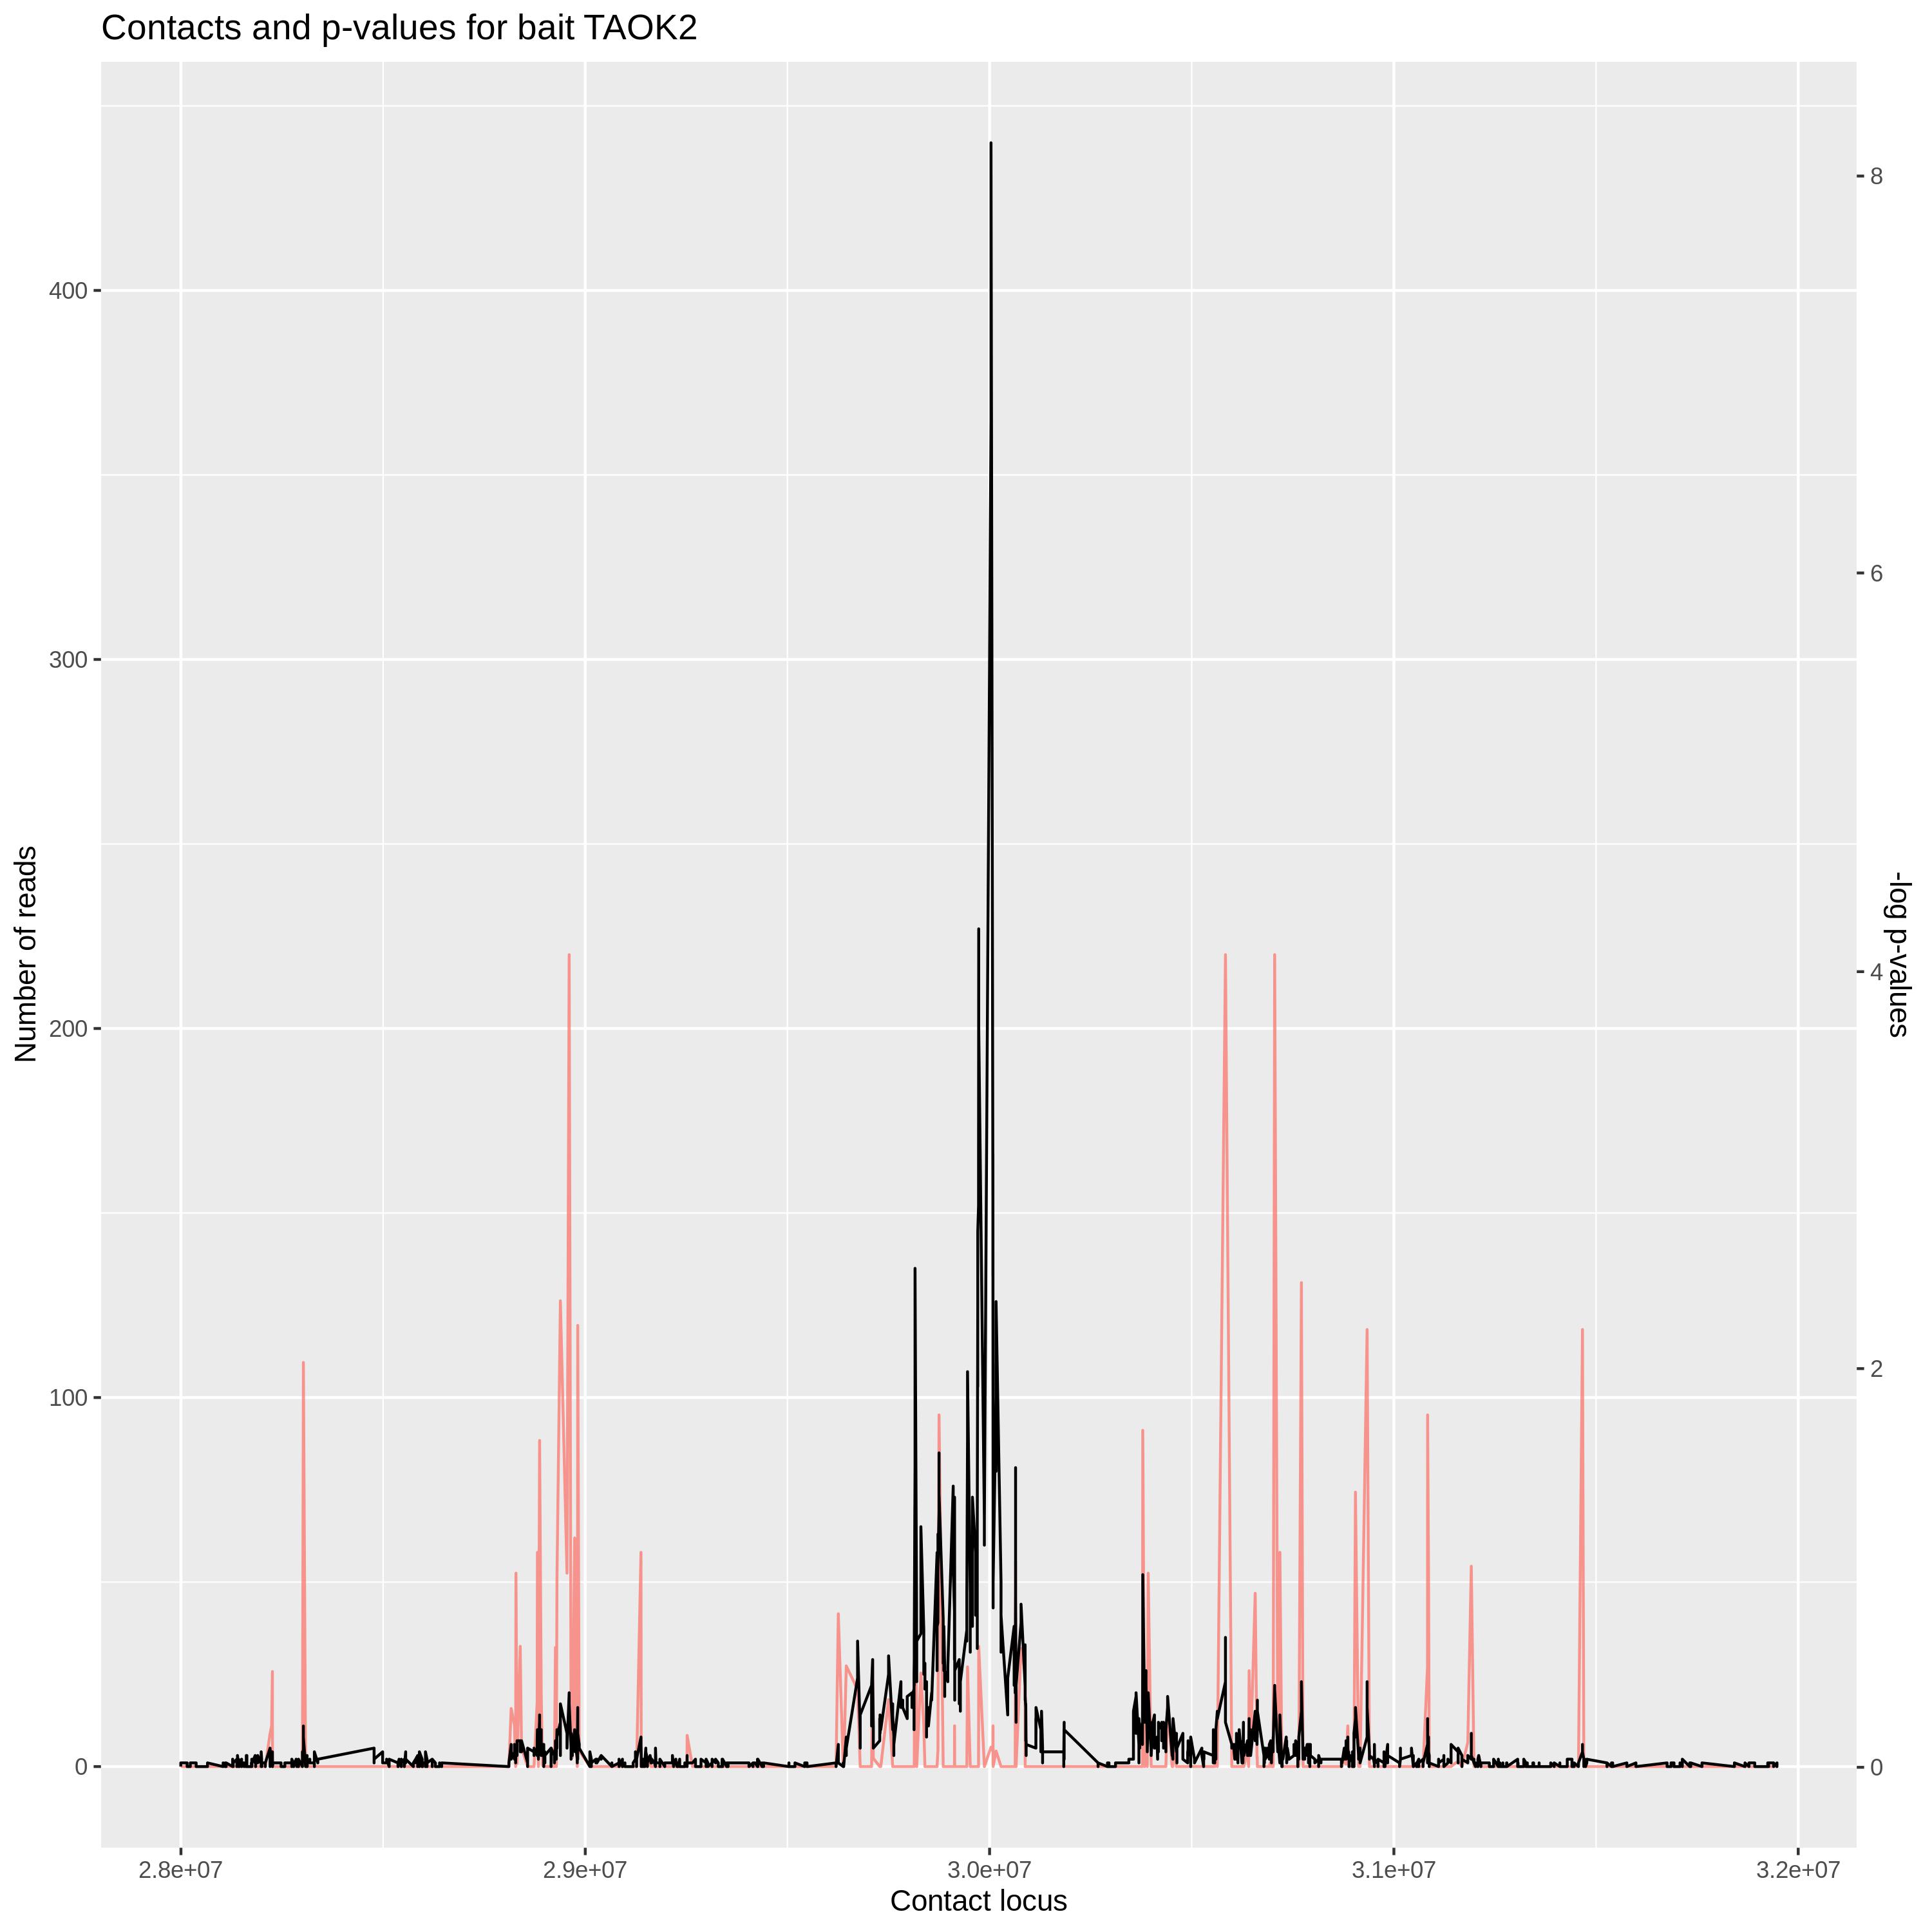 Contacts and p-values for bait TAOK2
Number of reads
400
300
200
100
0
8
6
4
2
0
-log p-values
2.8e+07
2.9e+07
3.0e+07
3.1e+07
3.2e+07
Contact locus